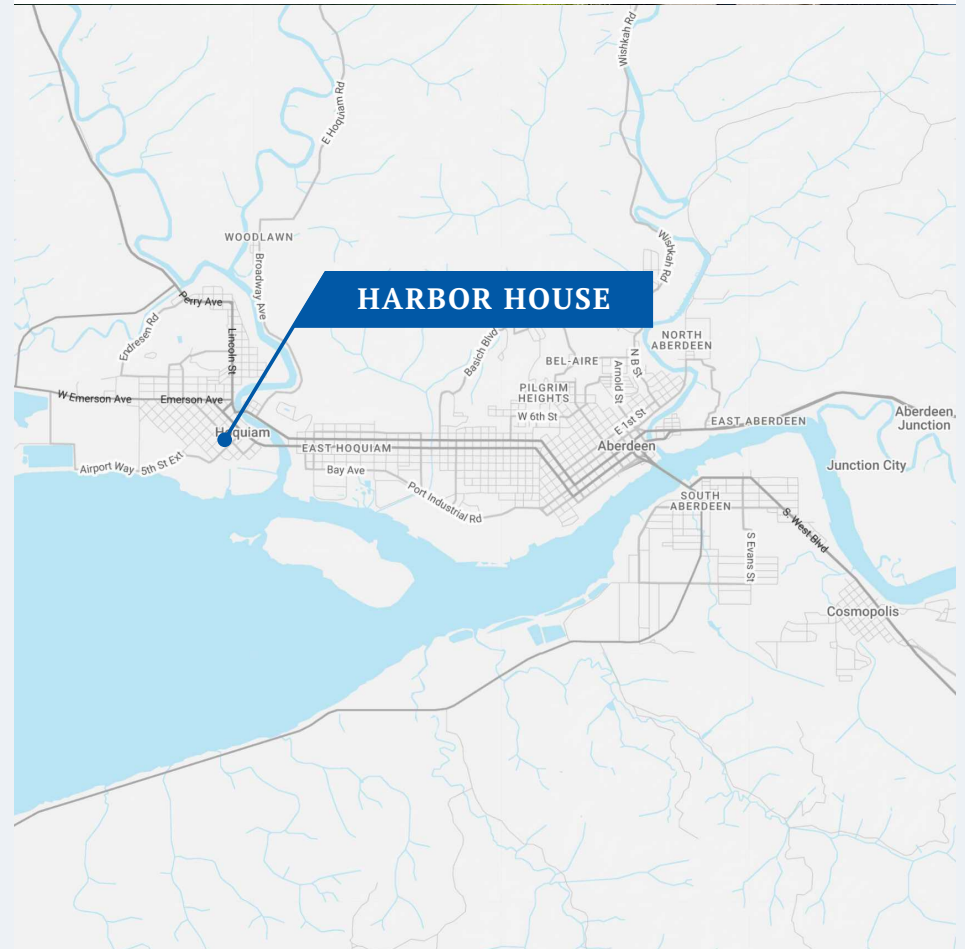 Wishkah Rd
E Hoquiam Rd
WOODLAWN
Broadway Ave
Wishkah Rd
HARBOR HOUSE
Perry Ave
Endresen Rd
Lincoln St
Basich Blvd
NORTH
ABERDEEN
BEL-AIRE
N B St
Arnold St
PILGRIM
HEIGHTS
W Emerson Ave
Emerson Ave
W 6th St
E 1st St
EAST ABERDEEN
Aberdeen
Junction
Hoquiam
EAST HOQUIAM
Aberdeen
Airport Way - 5th St Ext
Bay Ave
Junction City
Port Industrial Rd
SOUTH
ABERDEEN
S. West Blvd
S Evans St
Cosmopolis